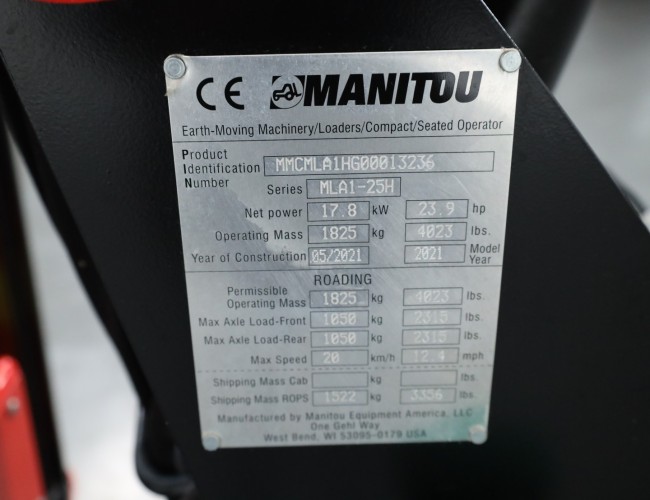 CE MANITOU
Earth-Moving Machinery/Loaders/Compact/Seated Operator
Product
Identification MMCMLA1HG00013236
Number
Series MLA1-25H
Net power 17.8 kW 23.9 hp
Operating Mass 1825 kg 4023 lbs.
Year of Construction 05/2021 2021 Model Year
ROADING
Permissible
Operating Mass 1825 kg 4023 lbs.
Max Axle Load-Front 1050 kg 2315 lbs.
Max Axle Load-Rear 1050 kg 2315 lbs.
Max Speed 20 km/h 12.4 mph
Shipping Mass Cab kg lbs.
Shipping Mass ROPS 1522 kg 3356 lbs.
Manufactured by Manitou Equipment America, LLC
One Gehl Way
West Bend, WI 53095-0179 USA